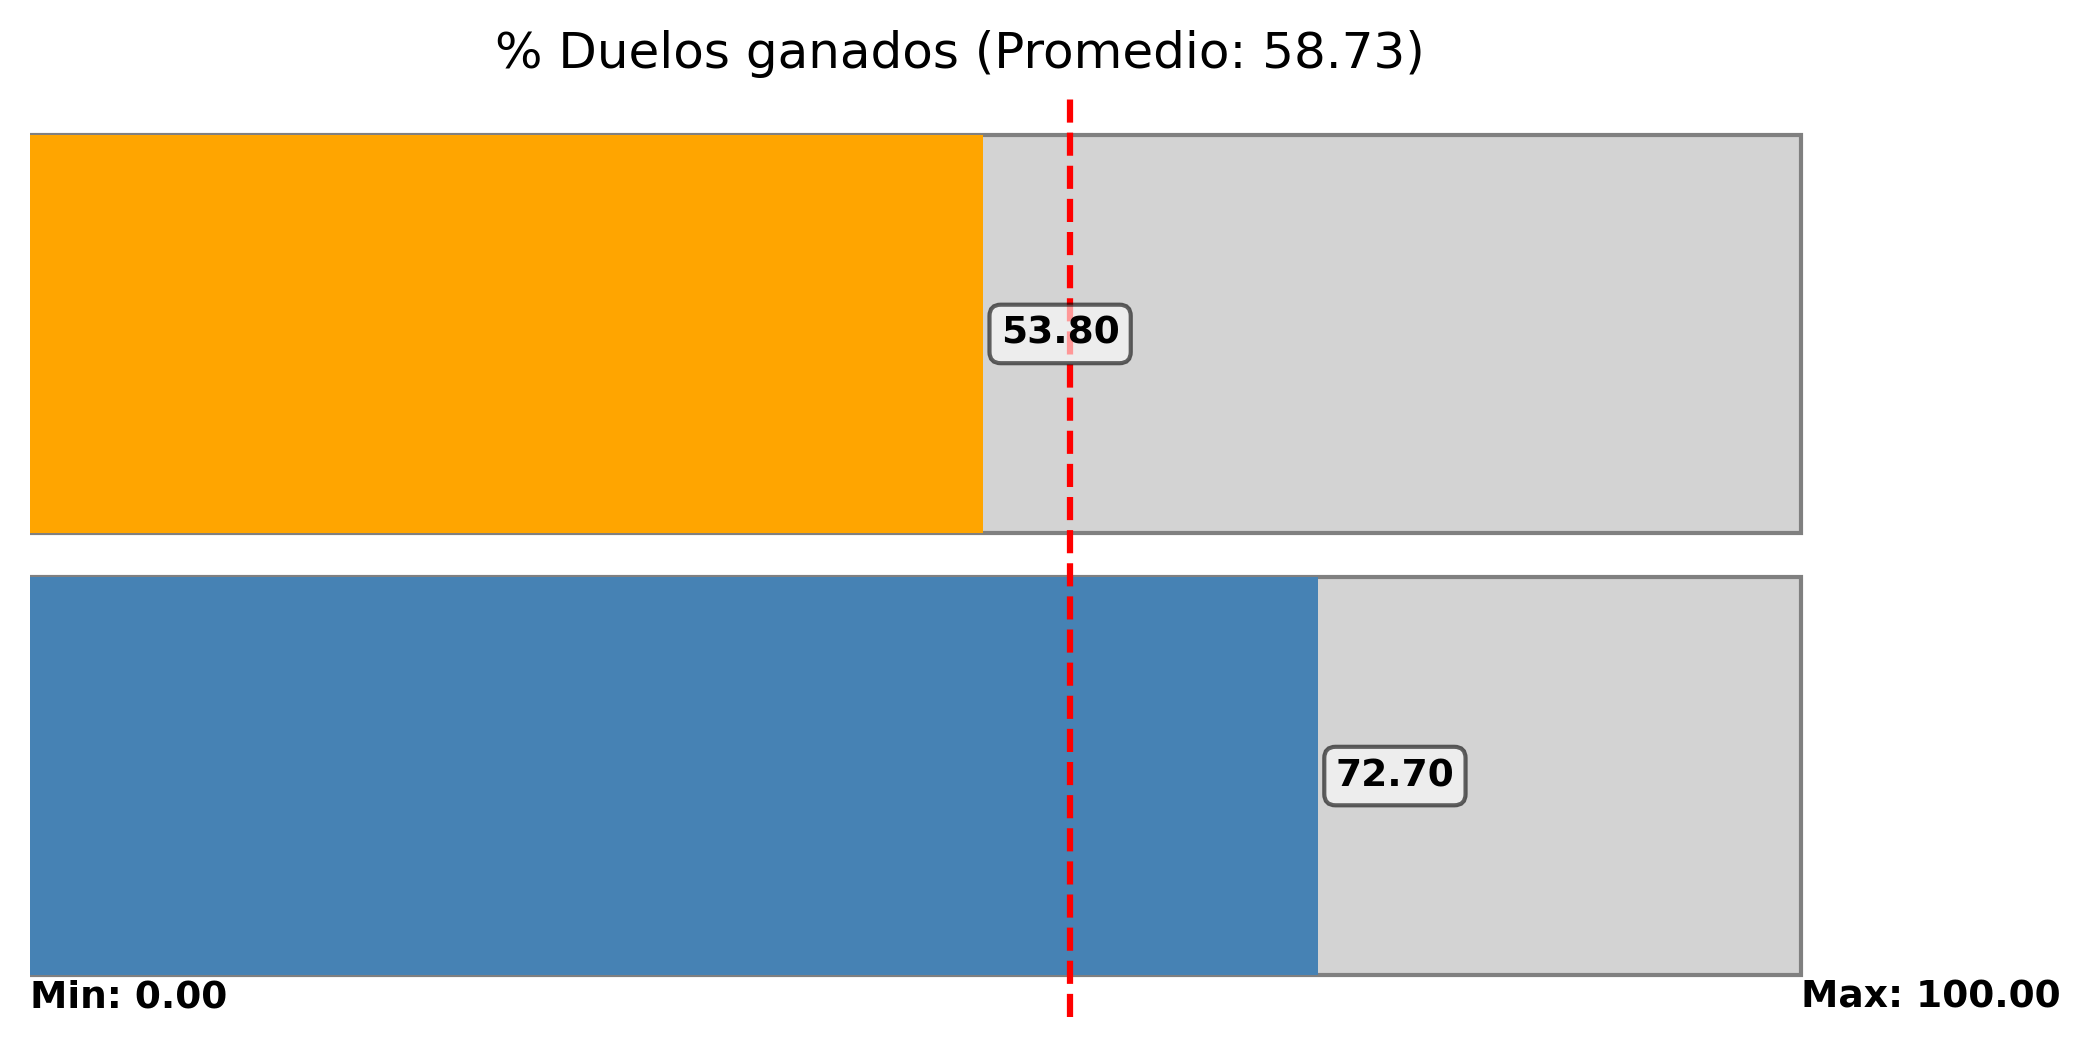 % Duelos ganados (Promedio: 58.73)
53.80
72.70
Min: 0.00
Max: 100.00